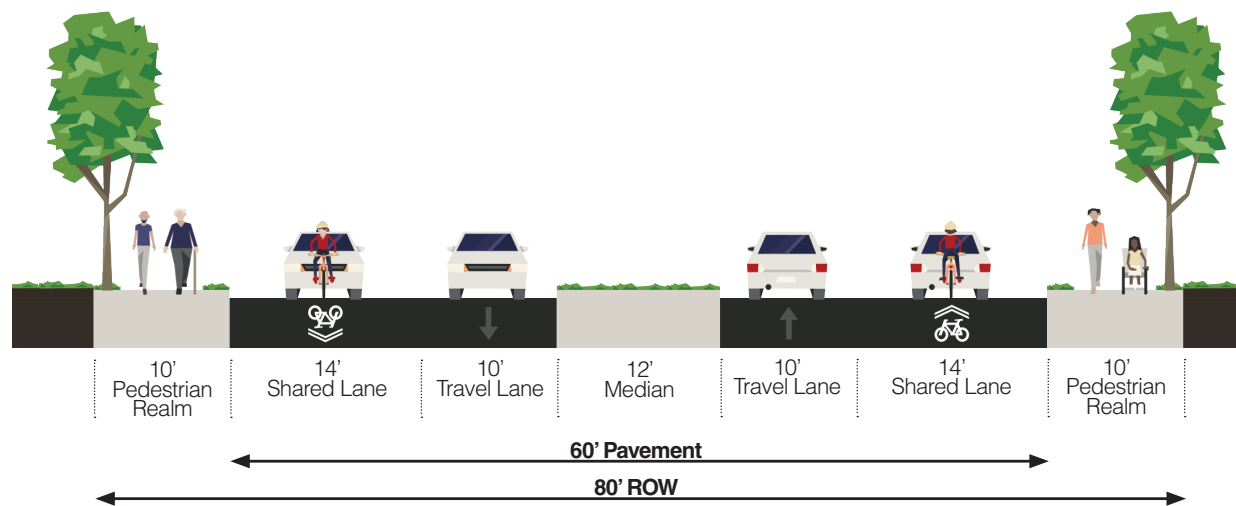 10’
Pedestrian
Realm
14’
Shared Lane
10’
Travel Lane
12’
Median
10’
Travel Lane
14’
Shared Lane
10’
Pedestrian
Realm
60’ Pavement
80’ ROW